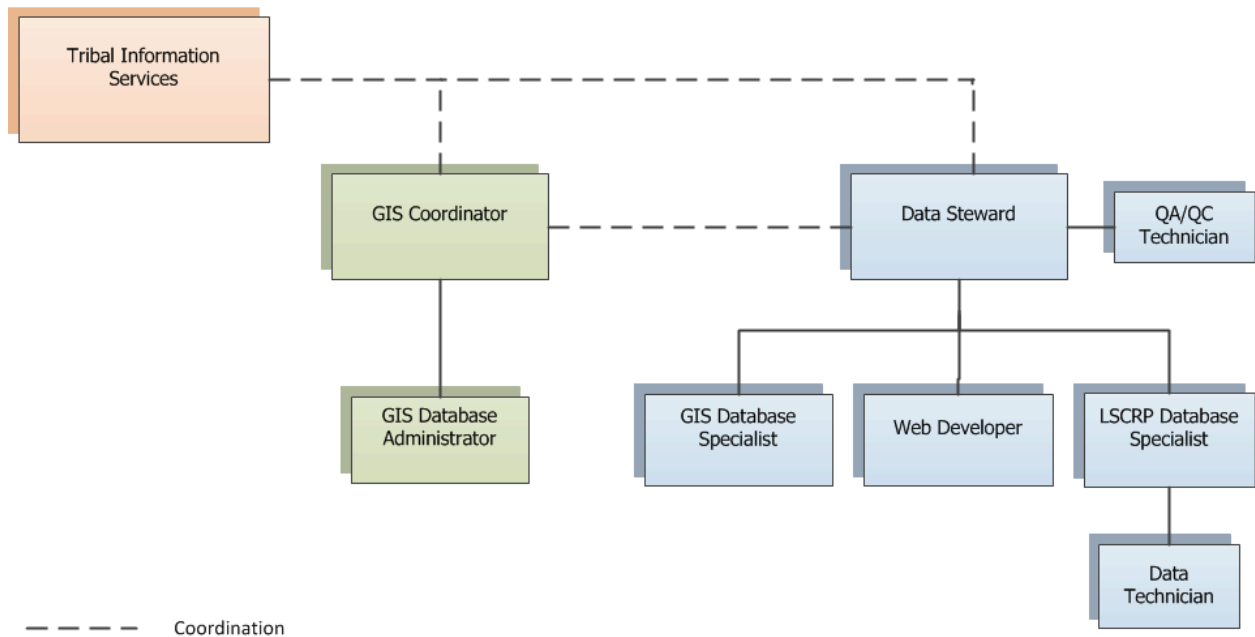 Tribal Information
Services
GIS Coordinator
Data Steward
QA/QC
Technician
GIS Database
Administrator
GIS Database
Specialist
Web Developer
LSCRP Database
Specialist
Data
Technician
Coordination